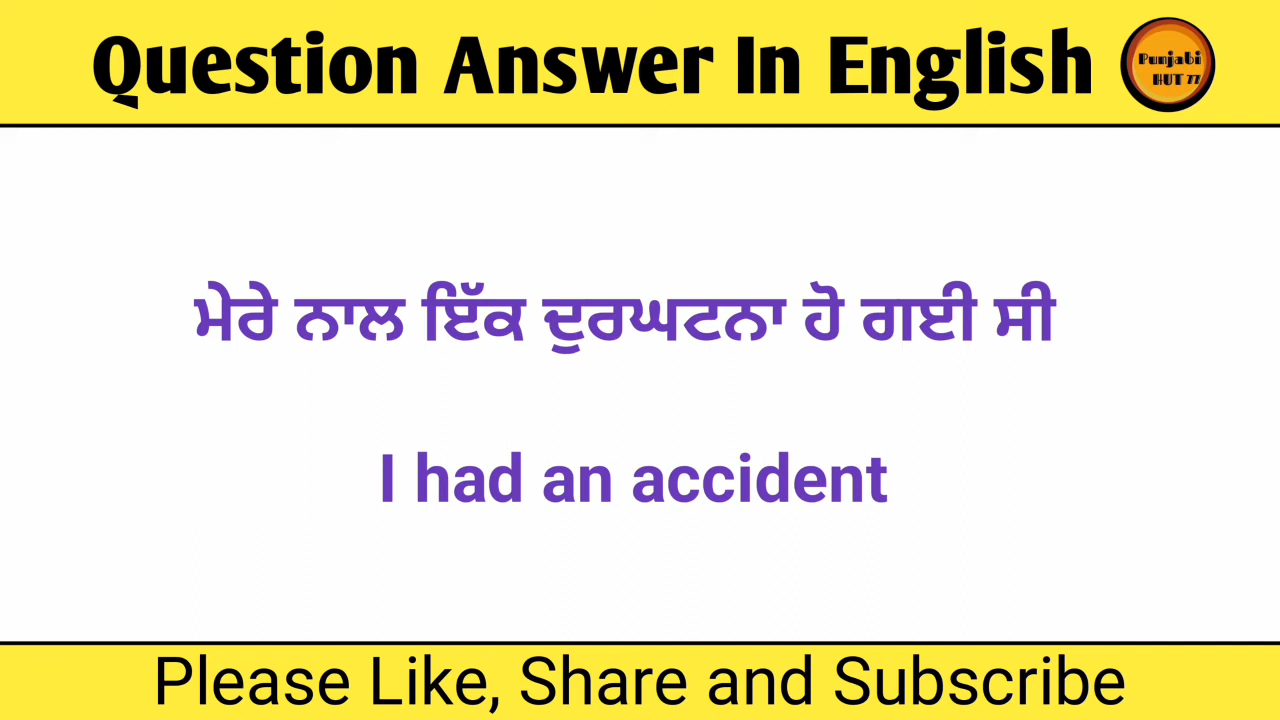 Question Answer In English
Punjabi
HUT 77
ਮੇਰੇ ਨਾਲ ਇੱਕ ਦੁਰਘਟਨਾ ਹੋ ਗਈ ਸੀ
I had an accident
Please Like, Share and Subscribe